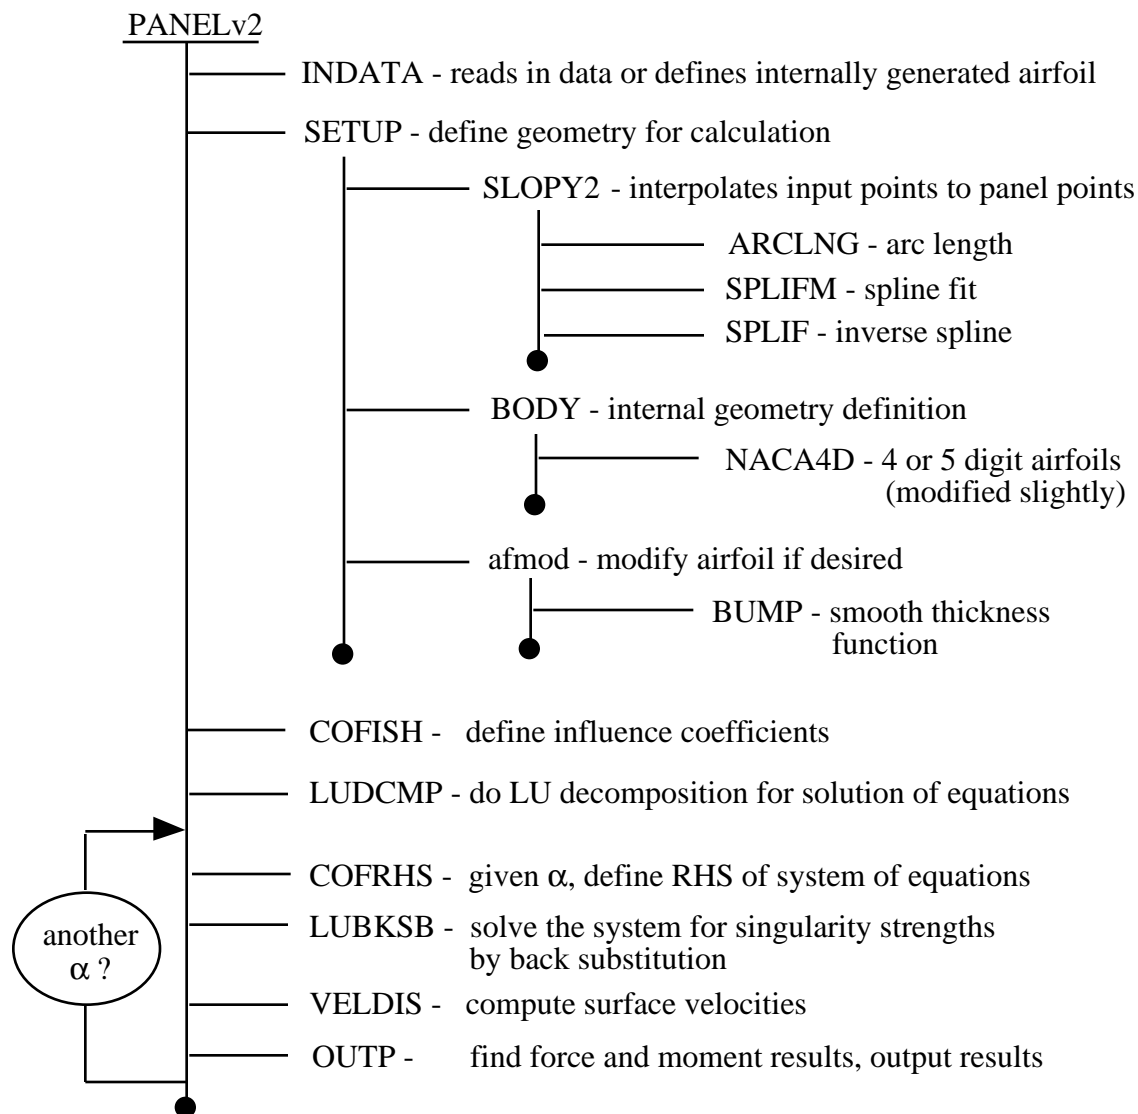 PANELv2
INDATA - reads in data or defines internally generated airfoil
SETUP - define geometry for calculation
SLOPY2 - interpolates input points to panel points
ARCLNG - arc length
SPLIFM - spline fit
SPLIF - inverse spline
BODY - internal geometry definition
NACA4D - 4 or 5 digit airfoils
(modified slightly)
afmod - modify airfoil if desired
BUMP - smooth thickness
function
COFISH - define influence coefficients
LUDCMP - do LU decomposition for solution of equations
COFRHS - given α, define RHS of system of equations
LUBKSB - solve the system for singularity strengths
by back substitution
another
α ?
VELDIS - compute surface velocities
OUTP - find force and moment results, output results